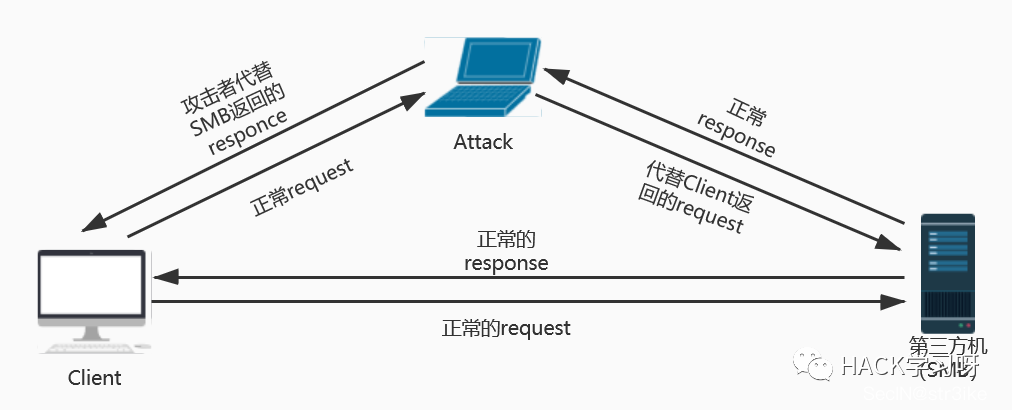 攻击者代替
SMB返回的
responce
正常request
Attack
正常
response
代替Client返
回的request
正常的
response
正常的request
Client
第三方机
(SMB)
HACK学习呀